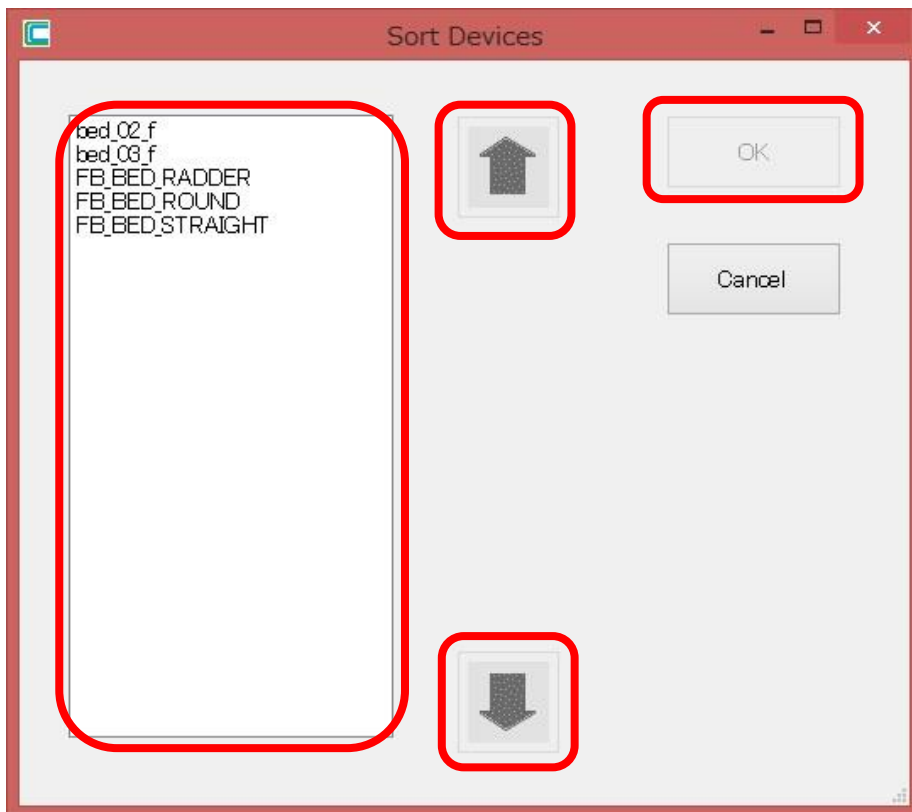 Sort Devices
bed_02_f
bed_03_f
FB_BED_RADDER
FB_BED_ROUND
FB_BED_STRAIGHT
OK
Cancel